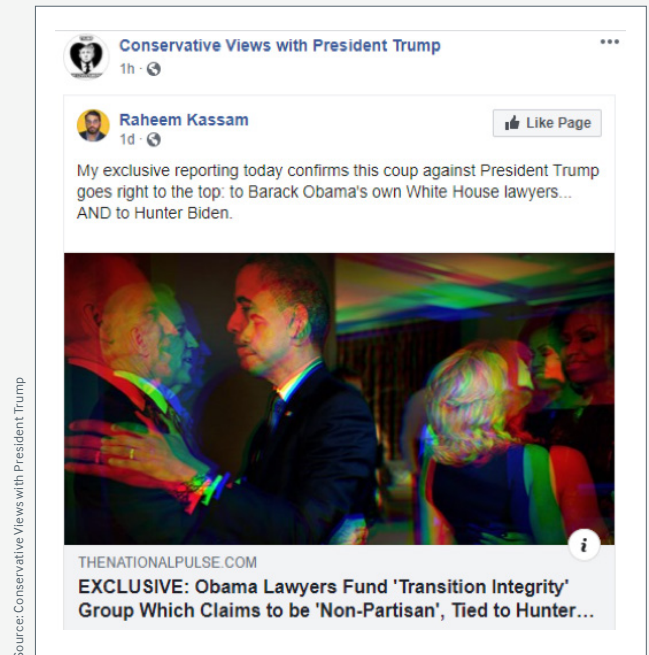 Conservative Views with President Trump
1h ·
Raheem Kassam
1d ·
Like Page
My exclusive reporting today confirms this coup against President Trump
goes right to the top: to Barack Obama's own White House lawyers...
AND to Hunter Biden.
i
THENATIONALPULSE.COM
EXCLUSIVE: Obama Lawyers Fund 'Transition Integrity'
Group Which Claims to be 'Non-Partisan', Tied to Hunter...
Source: Conservative Views with President Trump